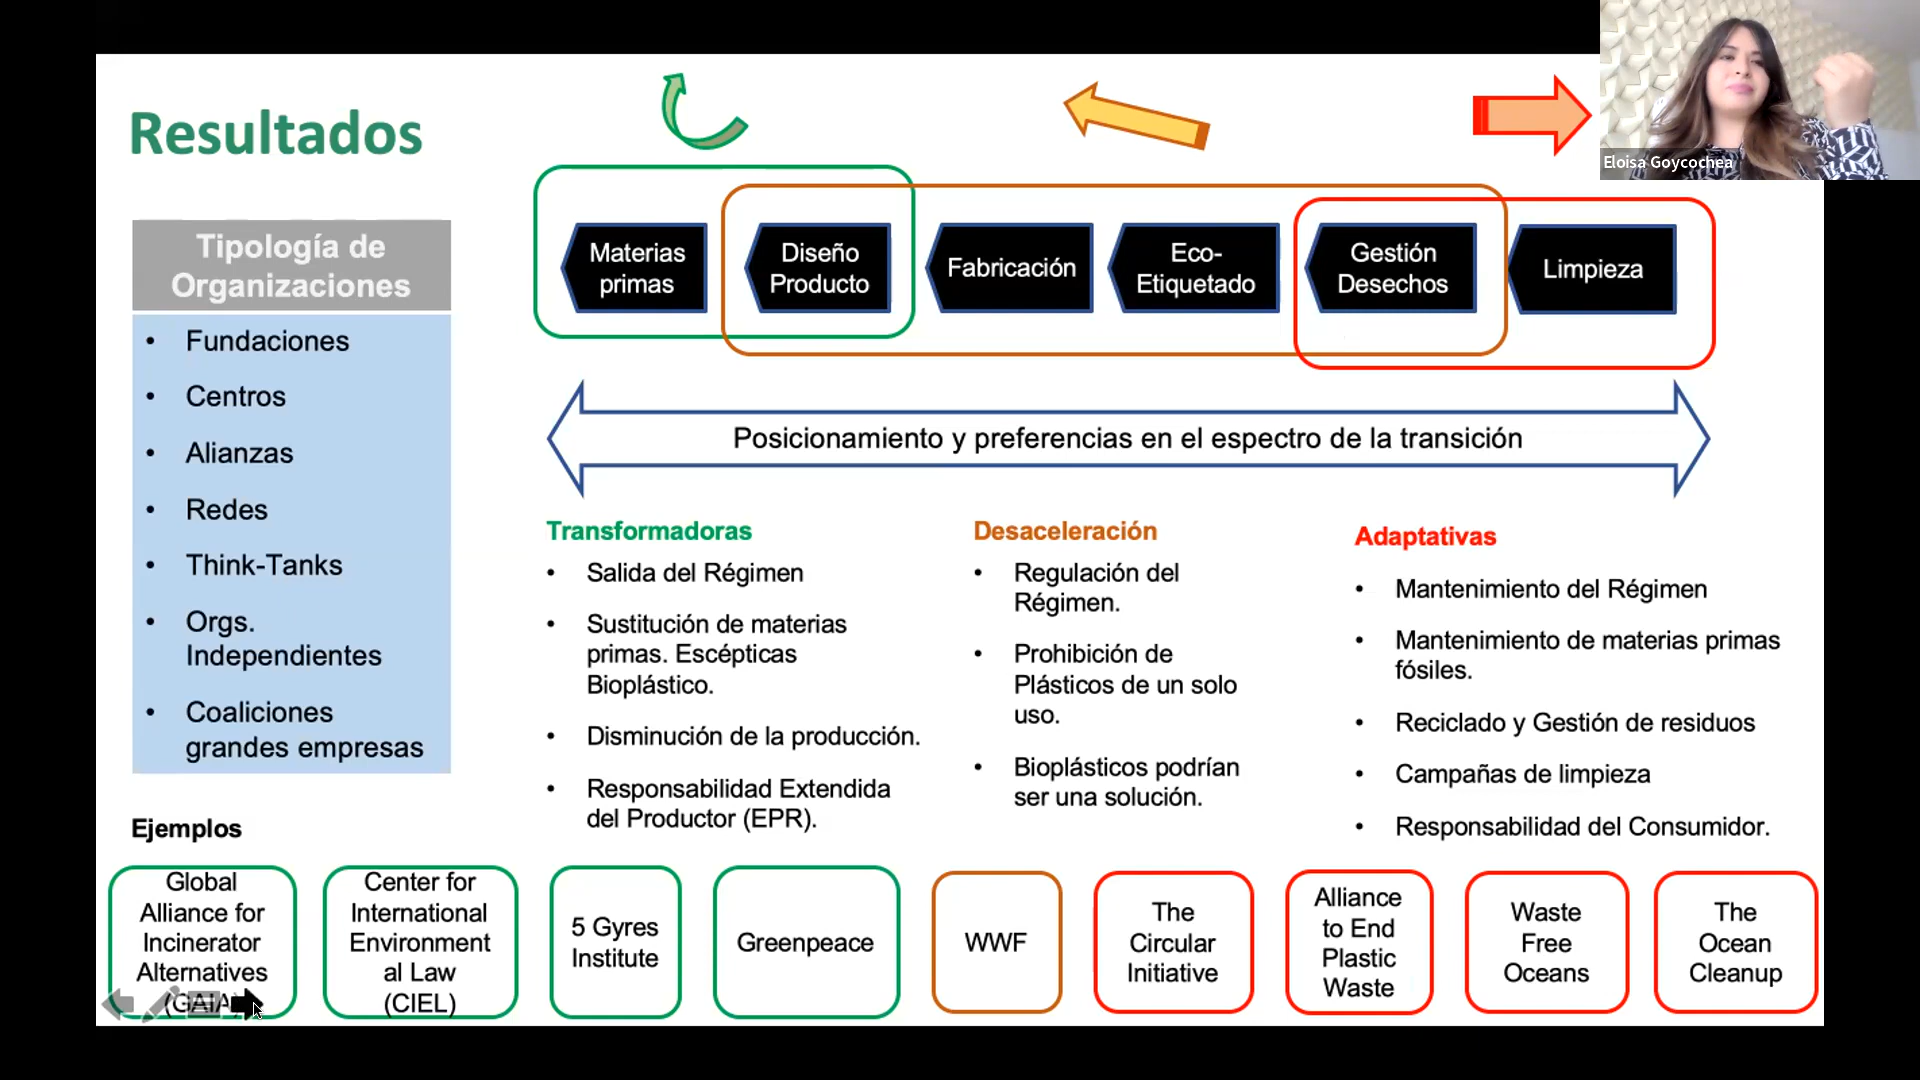 Resultados
Eloisa Goycochea
Tipología de
Organizaciones
• Fundaciones
• Centros
• Alianzas
• Redes
• Think-Tanks
• Orgs.
Independientes
• Coaliciones
grandes empresas
Materias
primas
Diseño
Producto
Fabricación
Eco-
Etiquetado
Gestión
Desechos
Limpieza
Posicionamiento y preferencias en el espectro de la transición
Transformadoras
• Salida del Régimen
• Sustitución de materias
primas. Escépticas
Bioplástico.
• Disminución de la producción.
• Responsabilidad Extendida
del Productor (EPR).
Desaceleración
• Regulación del
Régimen.
• Prohibición de
Plásticos de un solo
uso.
• Bioplásticos podrían
ser una solución.
Adaptativas
• Mantenimiento del Régimen
• Mantenimiento de materias primas
fósiles.
• Reciclado y Gestión de residuos
• Campañas de limpieza
• Responsabilidad del Consumidor.
Ejemplos
Global
Alliance for
Incinerator
Alternatives
(GAIA)
Center for
International
Environment
al Law
(CIEL)
5 Gyres
Institute
Greenpeace
WWF
The
Circular
Initiative
Alliance
to End
Plastic
Waste
Waste
Free
Oceans
The
Ocean
Cleanup